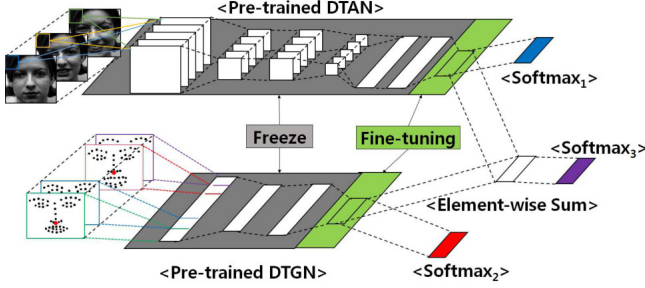 <Pre-trained DTAN>
<Softmax₁>
Freeze
Fine-tuning
<Softmax₃>
<Element-wise Sum>
<Pre-trained DTGN>
<Softmax₂>